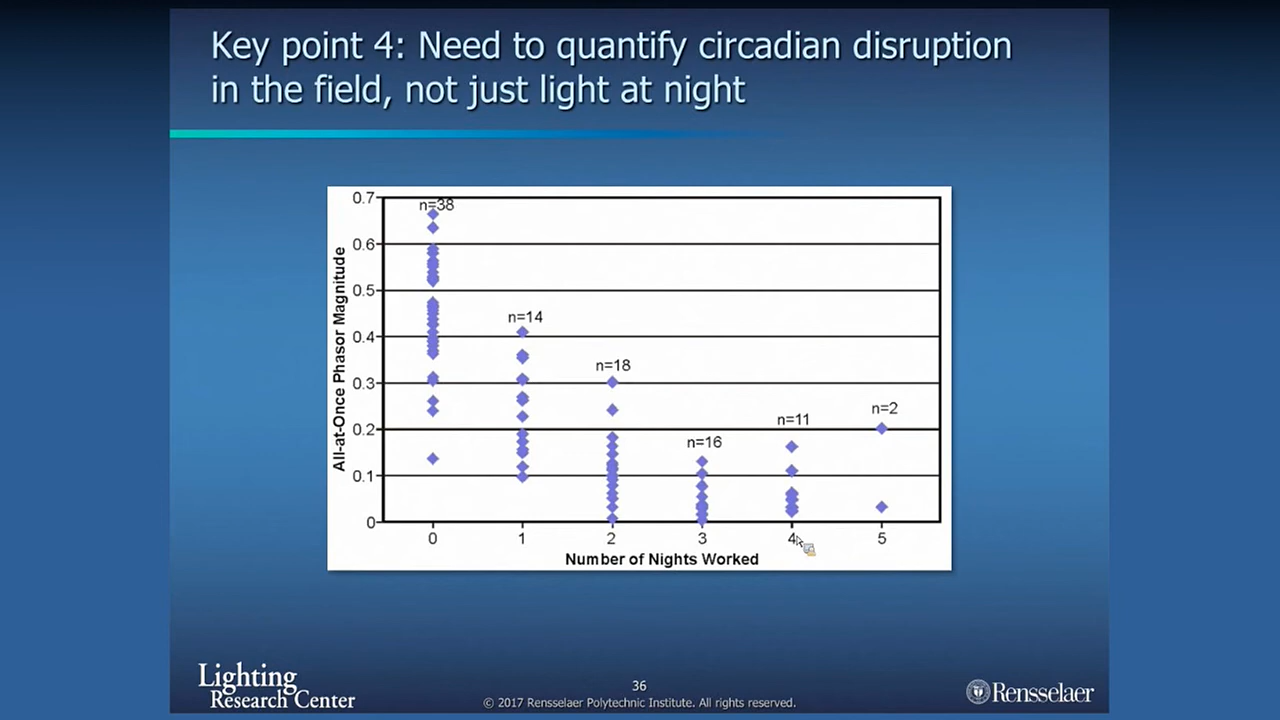 Key point 4: Need to quantify circadian disruption
in the field, not just light at night
All-at-Once Phasor Magnitude
0.7
0.6
0.5
0.4
0.3
0.2
0.1
0
n=38
n=14
n=18
n=16
n=11
n=2
0 1 2 3 4 5
Number of Nights Worked
Lighting
Research Center
36
© 2017 Rensselaer Polytechnic Institute. All rights reserved.
Rensselaer